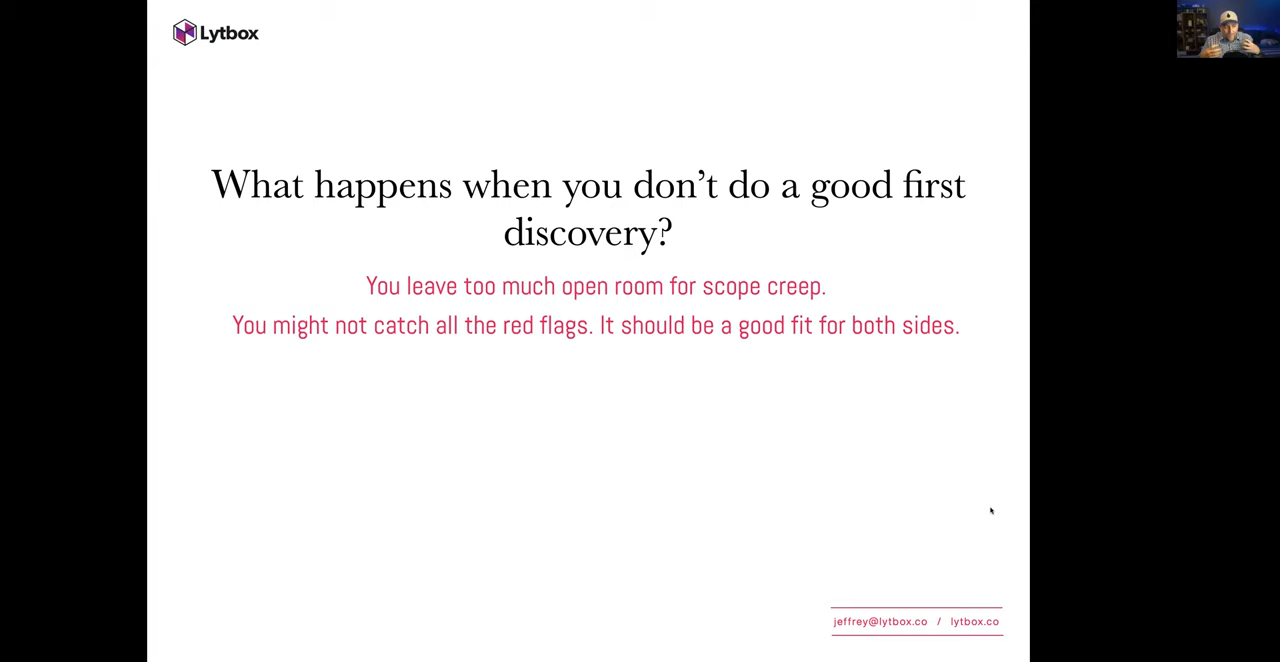 Lytbox
What happens when you don’t do a good first
discovery?
You leave too much open room for scope creep.
You might not catch all the red flags. It should be a good fit for both sides.
jeffrey@lytbox.co / lytbox.co